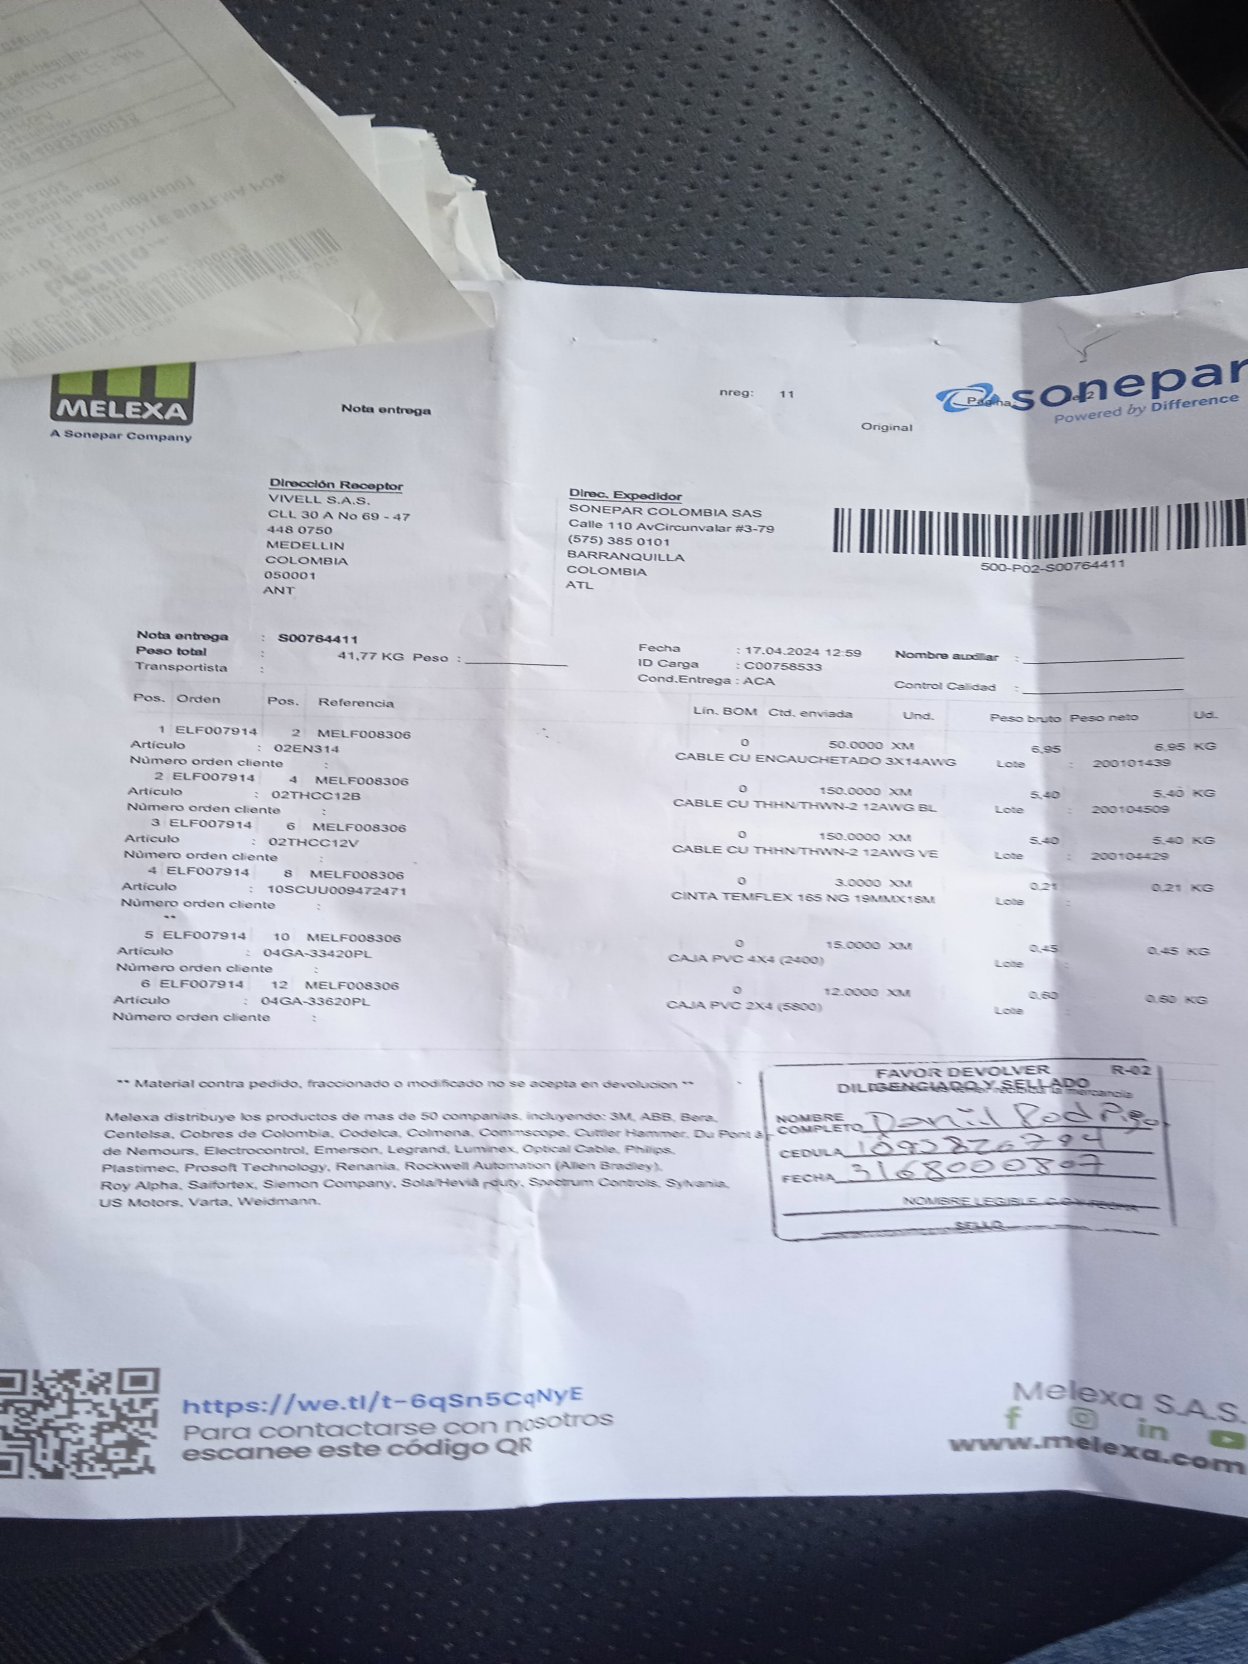 MELEXA
A Sonepar Company
Nota entrega
nreg: 11
Original
sonepar
Powered by Difference
Dirección Receptor
VIVELL S.A.S.
CLL 30 A No 69 - 47
448 0750
MEDELLIN
COLOMBIA
050001
ANT
Direc. Expedidor
SONEPAR COLOMBIA SAS
Calle 110 AvCircunvalar #3-79
(575) 385 0101
BARRANQUILLA
COLOMBIA
ATL
500-P02-S00764411
Nota entrega : S00764411
Peso total : 41,77 KG Peso :
Transportista :
Fecha : 17.04.2024 12:59
ID Carga : C00758533
Cond.Entrega : ACA
Nombre auxiliar :
Control Calidad :
Pos. Orden Pos. Referencia Lín. BOM Ctd. enviada Und. Peso bruto Peso neto Ud.
1 ELF007914 2 MELF008306 0 50.0000 XM 6,95 6,95 KG
Artículo : 02EN314 CABLE CU ENCAUCHETADO 3X14AWG Lote : 200101439
Número orden cliente :
2 ELF007914 4 MELF008306 0 150.0000 XM 5,40 5,40 KG
Artículo : 02THCC12B CABLE CU THHN/THWN-2 12AWG BL Lote : 200104509
Número orden cliente :
3 ELF007914 6 MELF008306 0 150.0000 XM 5,40 5,40 KG
Artículo : 02THCC12V CABLE CU THHN/THWN-2 12AWG VE Lote : 200104429
Número orden cliente :
4 ELF007914 8 MELF008306 0 3.0000 XM 0,21 0,21 KG
Artículo : 10SCUU009472471 CINTA TEMFLEX 165 NG 19MMX18M Lote :
Número orden cliente :
**
5 ELF007914 10 MELF008306 0 15.0000 XM 0,45 0,45 KG
Artículo : 04GA-33420PL CAJA PVC 4X4 (2400) Lote :
Número orden cliente :
6 ELF007914 12 MELF008306 0 12.0000 XM 0,60 0,60 KG
Artículo : 04GA-33620PL CAJA PVC 2X4 (5800) Lote :
Número orden cliente :
** Material contra pedido, fraccionado o modificado no se acepta en devolucion **
Melexa distribuye los productos de mas de 50 companias, incluyendo: 3M, ABB, Bera,
Centelsa, Cobres de Colombia, Codelca, Colmena, Commscope, Cuttler Hammer, Du Pont
de Nemours, Electrocontrol, Emerson, Legrand, Luminex, Optical Cable, Philips,
Plastimec, Prosoft Technology, Renania, Rockwell Automation (Allen Bradley),
Roy Alpha, Saifortex, Siemon Company, Sola/Heviá duty, Spectrum Controls, Sylvania,
US Motors, Varta, Weidmann.
FAVOR DEVOLVER R-02
DILIGENCIADO Y SELLADO
la mercancia
NOMBRE
COMPLETO Daniel
CEDULA
FECHA 3168000807
NOMBRE LEGIBLE CON FECHA
SELLO
https://we.tl/t-6qSn5CqNyE
Para contactarse con nosotros
escanee este código QR
Melexa S.A.S.
f in
www.melexa.com